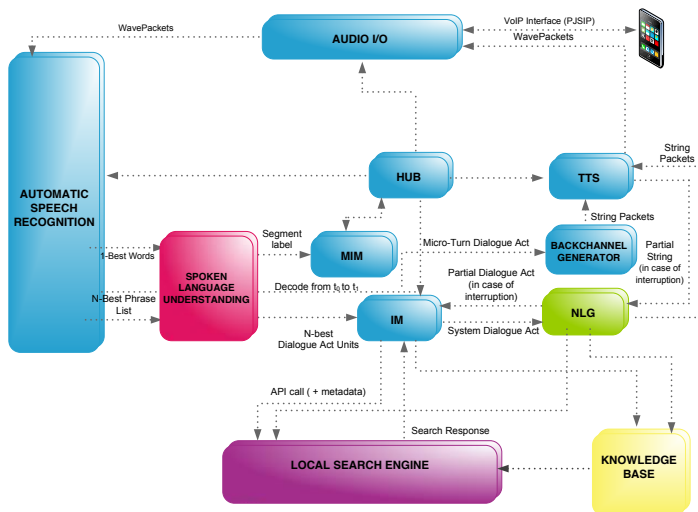 WavePackets
AUDIO I/O
VoIP Interface (PJSIP)
WavePackets
String
Packets
HUB
TTS
AUTOMATIC
SPEECH
RECOGNITION
String Packets
Segment
label
MIM
Micro-Turn Dialogue Act
BACKCHANNEL
GENERATOR
Partial
String
(in case of
interruption)
1-Best Words
SPOKEN
LANGUAGE
UNDERSTANDING
Decode from t0 to t1
Partial Dialogue Act
(in case of
interruption)
N-Best Phrase
List
IM
NLG
N-best
Dialogue Act Units
System Dialogue Act
API call ( + metadata)
Search Response
LOCAL SEARCH ENGINE
KNOWLEDGE
BASE